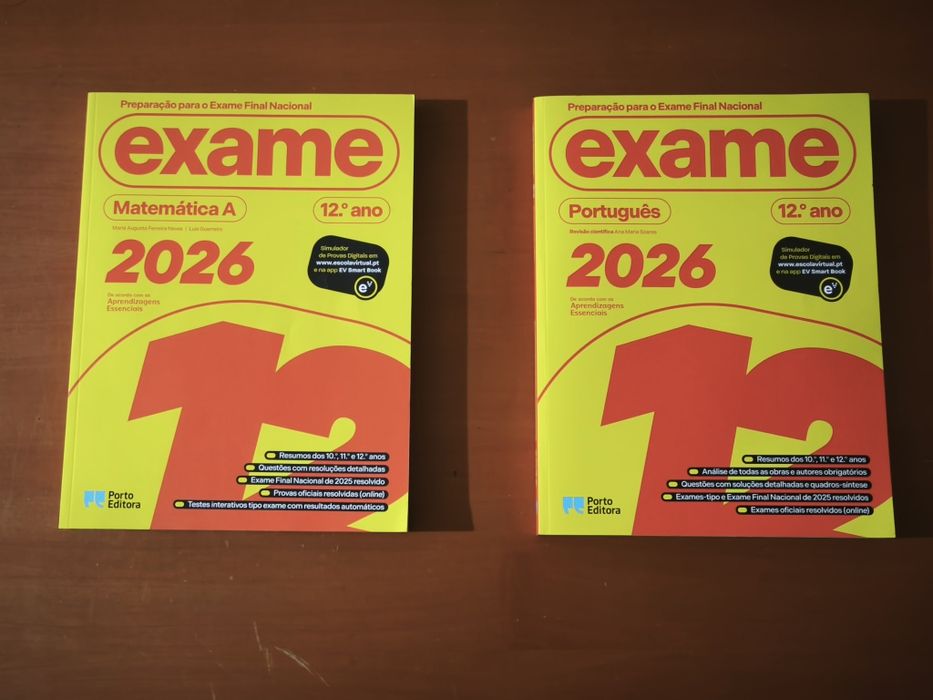 Preparação para o Exame Final Nacional
exame
Matemática A
12.º ano
Maria Augusta Ferreira Neves | Luís Guerreiro
2026
Simulador
de Provas Digitais em
www.escolavirtual.pt
e na app EV Smart Book
eV
De acordo com as
Aprendizagens
Essenciais
12
Resumos dos 10.º, 11.º e 12.º anos
Questões com resoluções detalhadas
Exame Final Nacional de 2025 resolvido
Provas oficiais resolvidas (online)
Testes interativos tipo exame com resultados automáticos
Porto
Editora
Preparação para o Exame Final Nacional
exame
Português
12.º ano
Revisão científica Ana Maria Soares
2026
Simulador
de Provas Digitais em
www.escolavirtual.pt
e na app EV Smart Book
eV
De acordo com as
Aprendizagens
Essenciais
12
Resumos dos 10.º, 11.º e 12.º anos
Análise de todas as obras e autores obrigatórios
Questões com soluções detalhadas e quadros-síntese
Exames-tipo e Exame Final Nacional de 2025 resolvidos
Exames oficiais resolvidos (online)
Porto
Editora